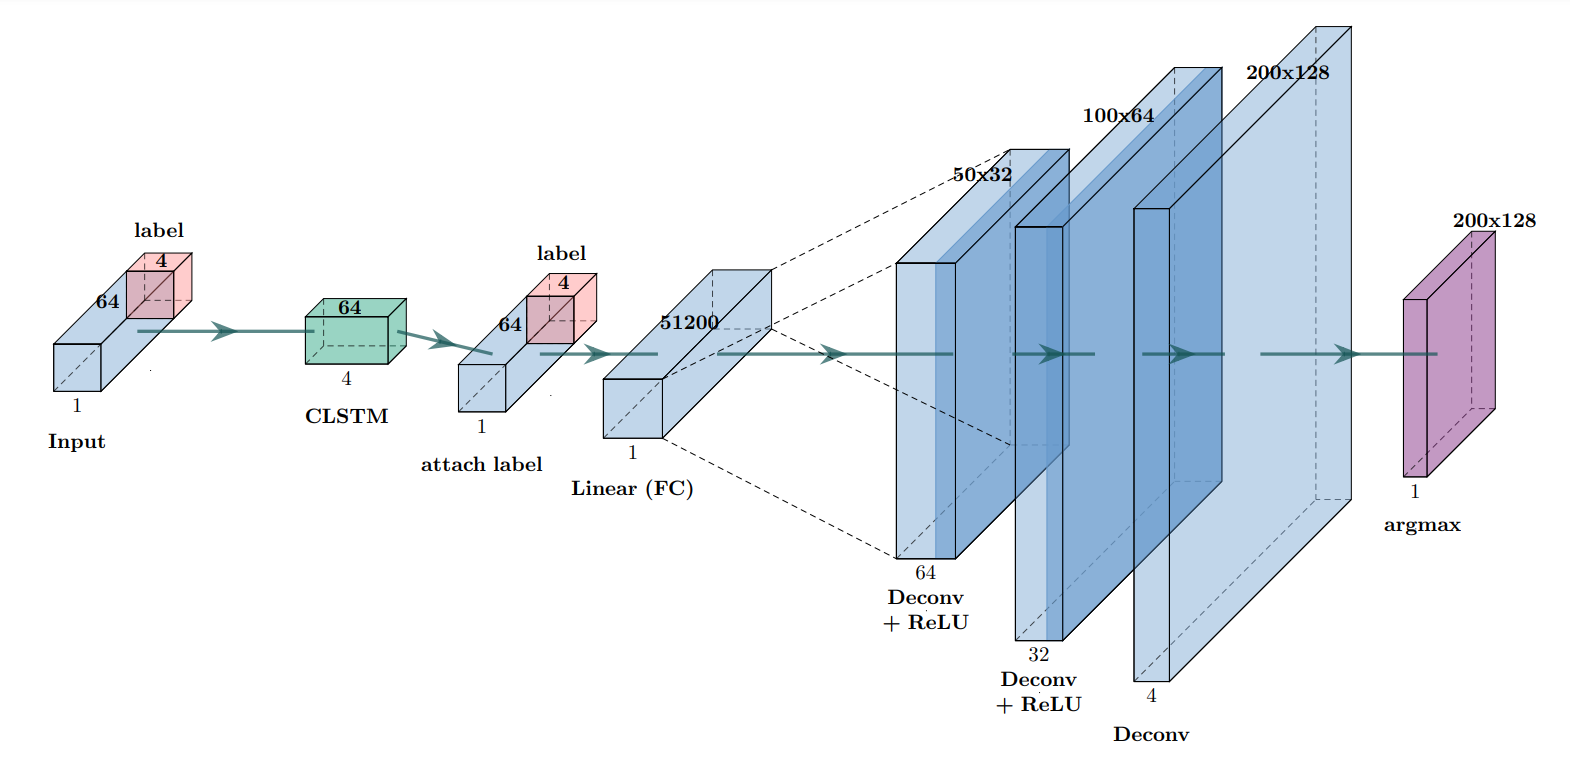 label
4
64
1
Input
64
4
CLSTM
label
4
64
1
attach label
51200
1
Linear (FC)
50x32
64
Deconv
+ ReLU
100x64
32
Deconv
+ ReLU
200x128
4
Deconv
200x128
1
argmax